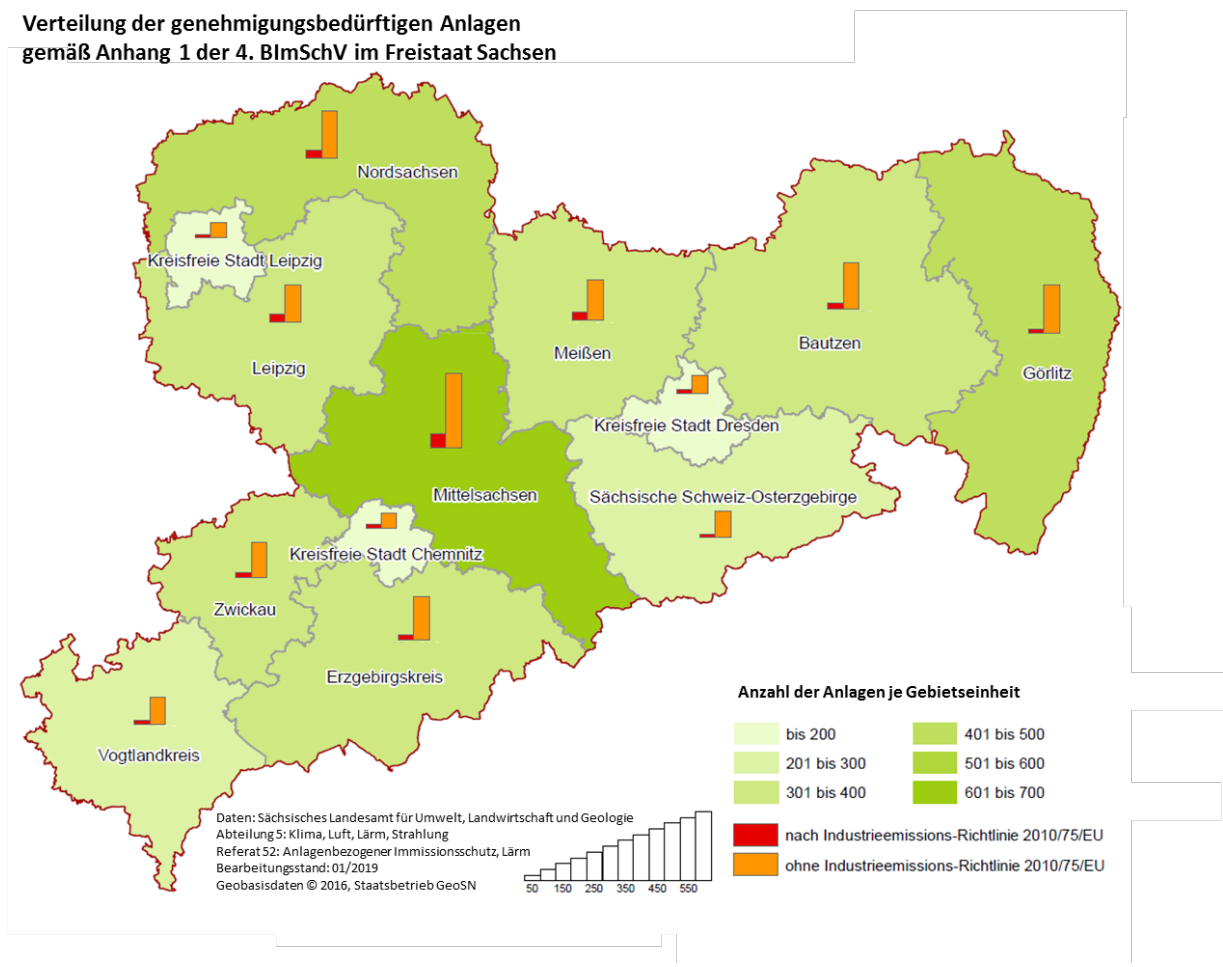 Verteilung der genehmigungsbedürftigen Anlagen
gemäß Anhang 1 der 4. BImSchV im Freistaat Sachsen
Nordsachsen
Kreisfreie Stadt Leipzig
Leipzig
Meißen
Bautzen
Görlitz
Kreisfreie Stadt Dresden
Mittelsachsen
Sächsische Schweiz-Osterzgebirge
Kreisfreie Stadt Chemnitz
Zwickau
Erzgebirgskreis
Vogtlandkreis
Anzahl der Anlagen je Gebietseinheit
bis 200
201 bis 300
301 bis 400
401 bis 500
501 bis 600
601 bis 700
nach Industrieemissions-Richtlinie 2010/75/EU
ohne Industrieemissions-Richtlinie 2010/75/EU
Daten: Sächsisches Landesamt für Umwelt, Landwirtschaft und Geologie
Abteilung 5: Klima, Luft, Lärm, Strahlung
Referat 52: Anlagenbezogener Immissionsschutz, Lärm
Bearbeitungsstand: 01/2019
Geobasisdaten © 2016, Staatsbetrieb GeoSN
50 150 250 350 450 550